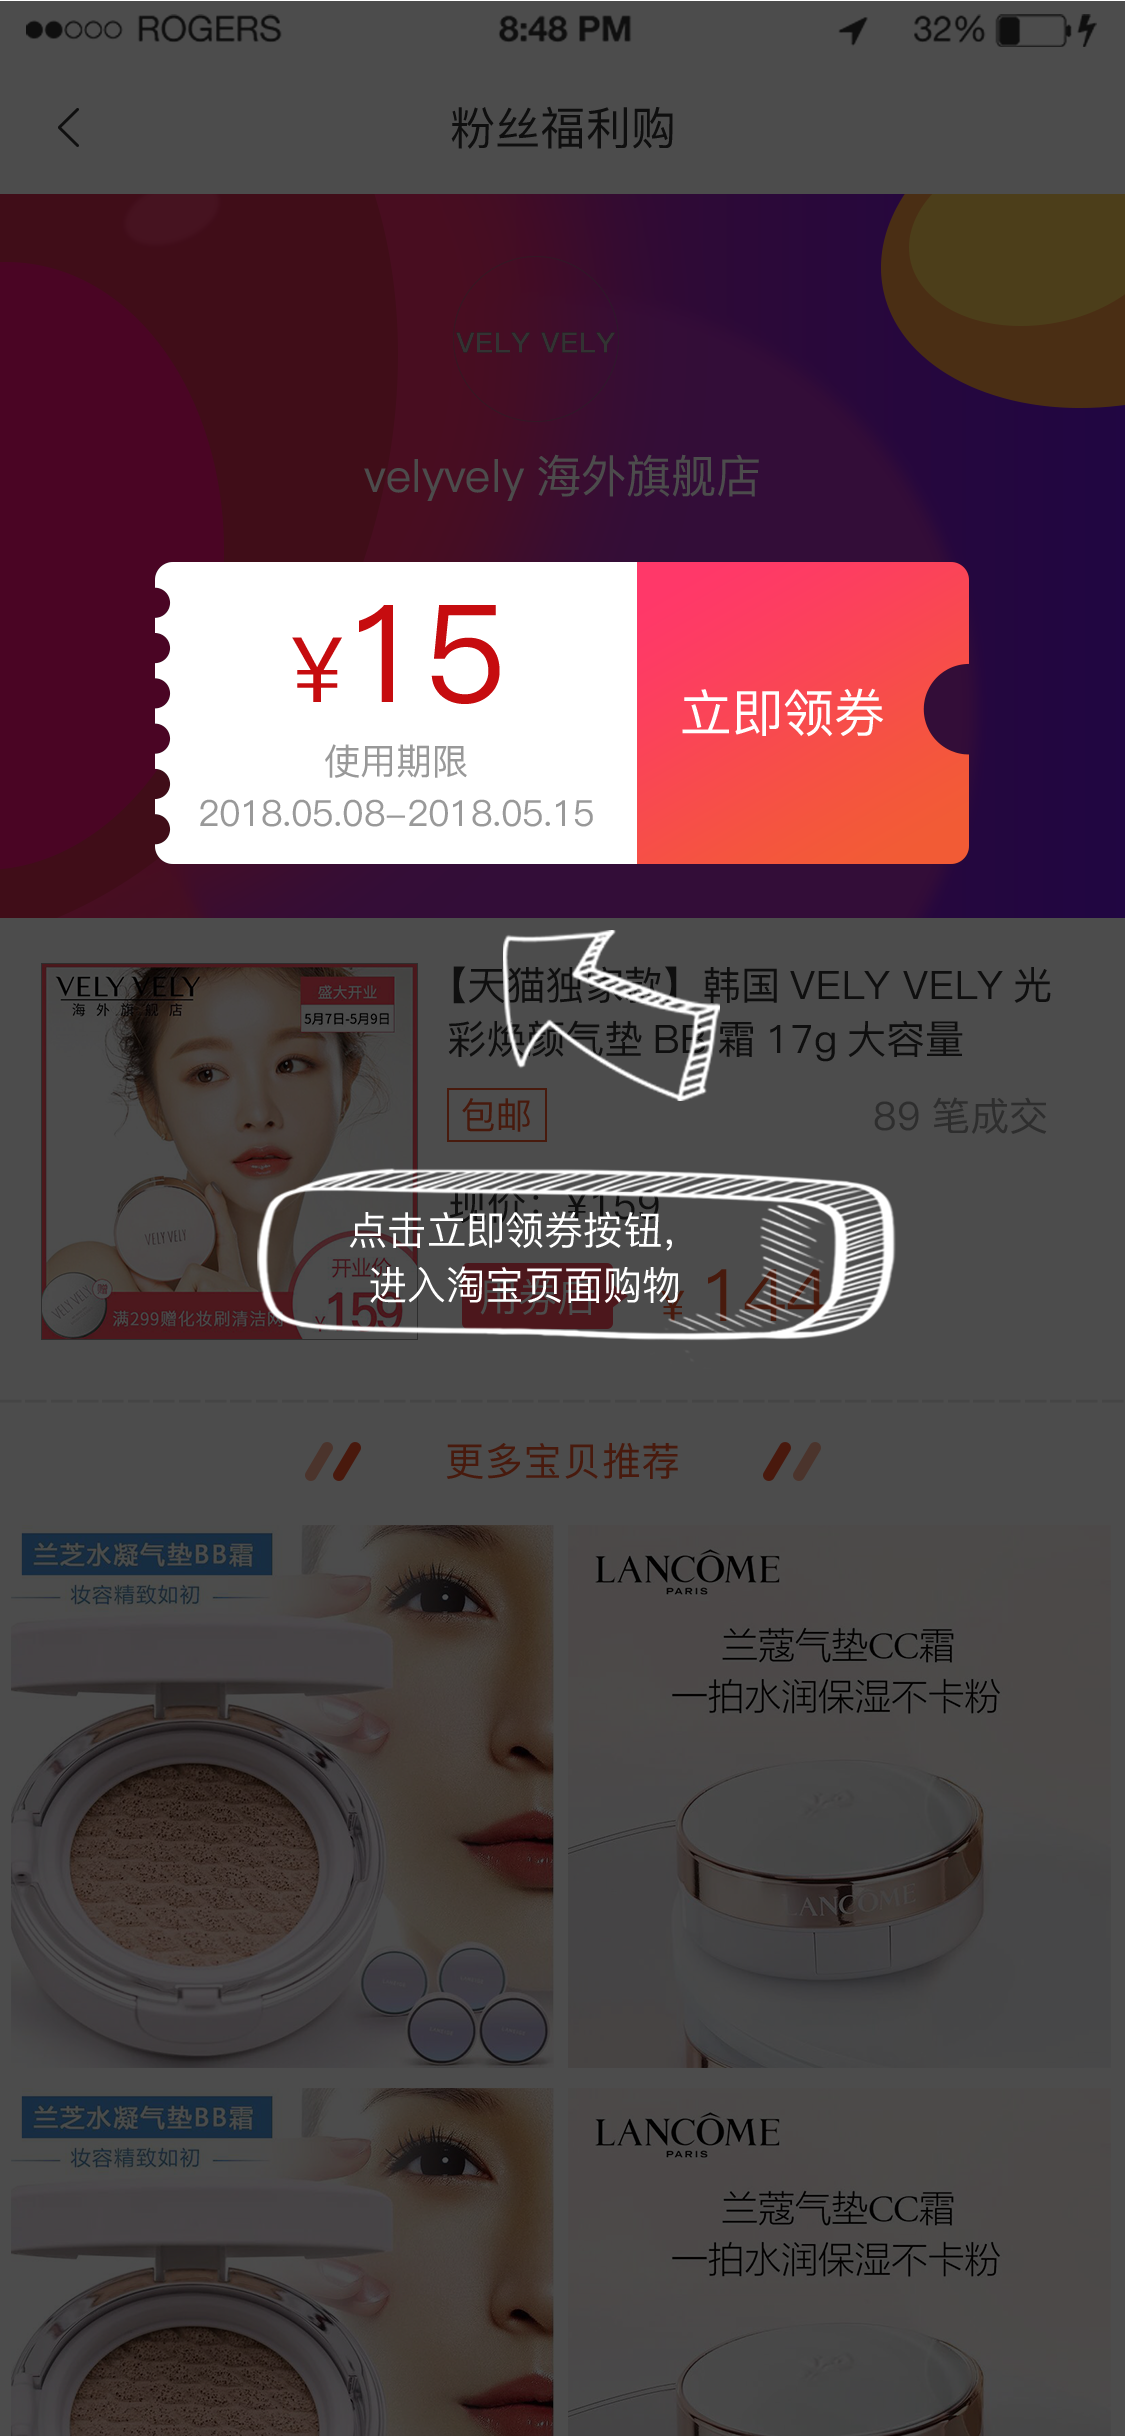 ROGERS
8:48 PM
32%
粉丝福利购
VELY VELY
velyvely 海外旗舰店
¥15
使用期限
2018.05.08-2018.05.15
立即领券
VELY VELY
海外旗舰店
盛大开业
5月7日-5月9日
【天猫独家款】韩国 VELY VELY 光
彩焕颜气垫 BB 霜 17g 大容量
包邮
89 笔成交
现价：¥159
点击立即领券按钮,
进入淘宝页面购物
用券后
¥ 144
VELY VELY
VELY VELY
赠
开业价
¥159
满299赠化妆刷清洁网
更多宝贝推荐
兰芝水凝气垫BB霜
妆容精致如初
LANCÔME
PARIS
兰蔻气垫CC霜
一拍水润保湿不卡粉
LANCÔME
兰芝水凝气垫BB霜
妆容精致如初
LANCÔME
PARIS
兰蔻气垫CC霜
一拍水润保湿不卡粉